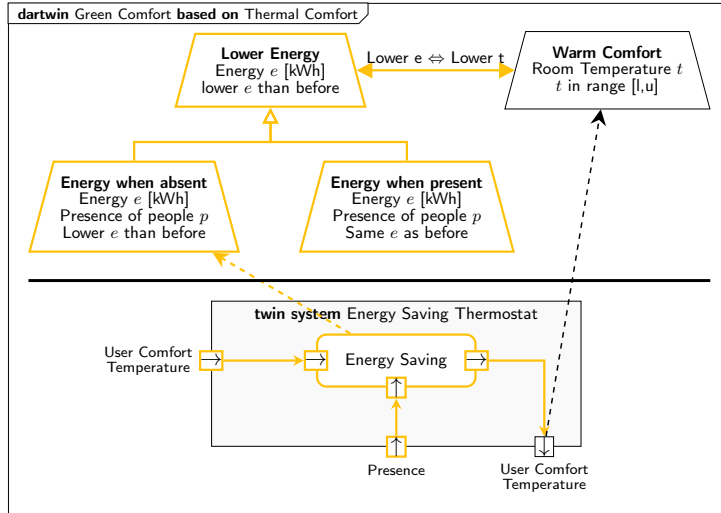 dartwin Green Comfort based on Thermal Comfort
Lower Energy
Energy e [kWh]
lower e than before
Lower e ⇔ Lower t
Warm Comfort
Room Temperature t
t in range [l,u]
Energy when absent
Energy e [kWh]
Presence of people p
Lower e than before
Energy when present
Energy e [kWh]
Presence of people p
Same e as before
twin system Energy Saving Thermostat
User Comfort
Temperature
Energy Saving
Presence
User Comfort
Temperature